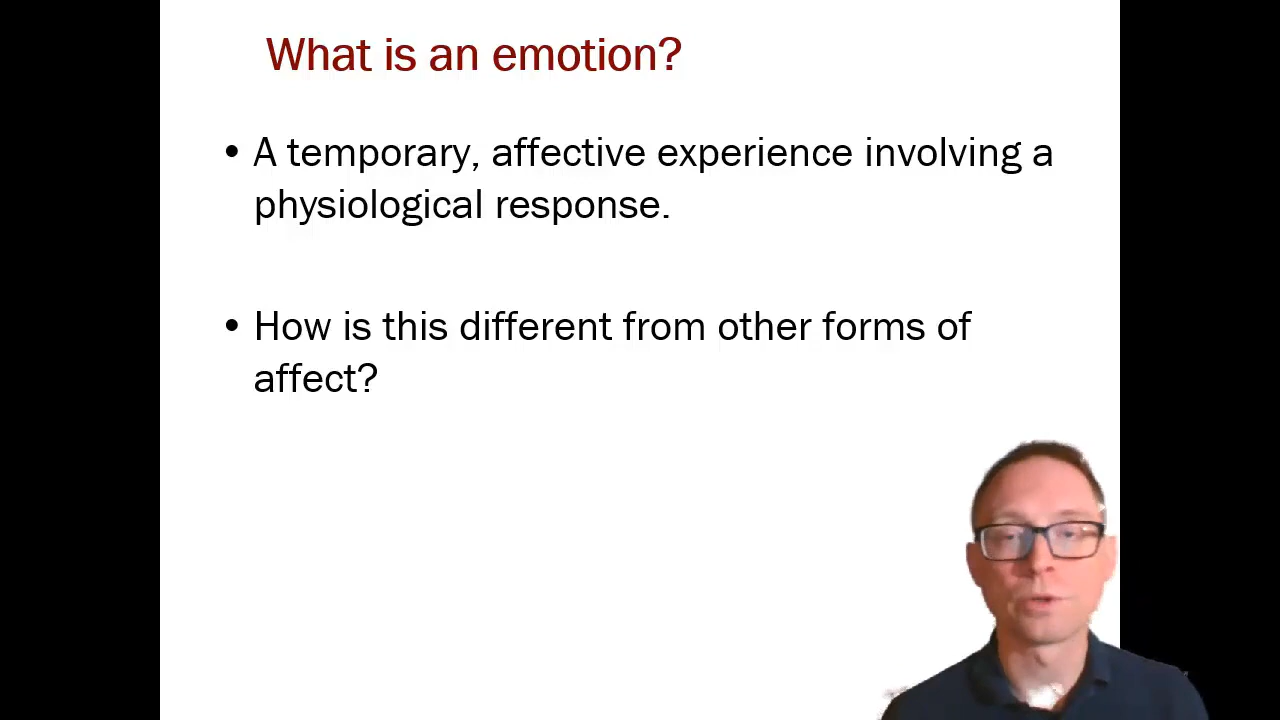 What is an emotion?
• A temporary, affective experience involving a
physiological response.
• How is this different from other forms of
affect?